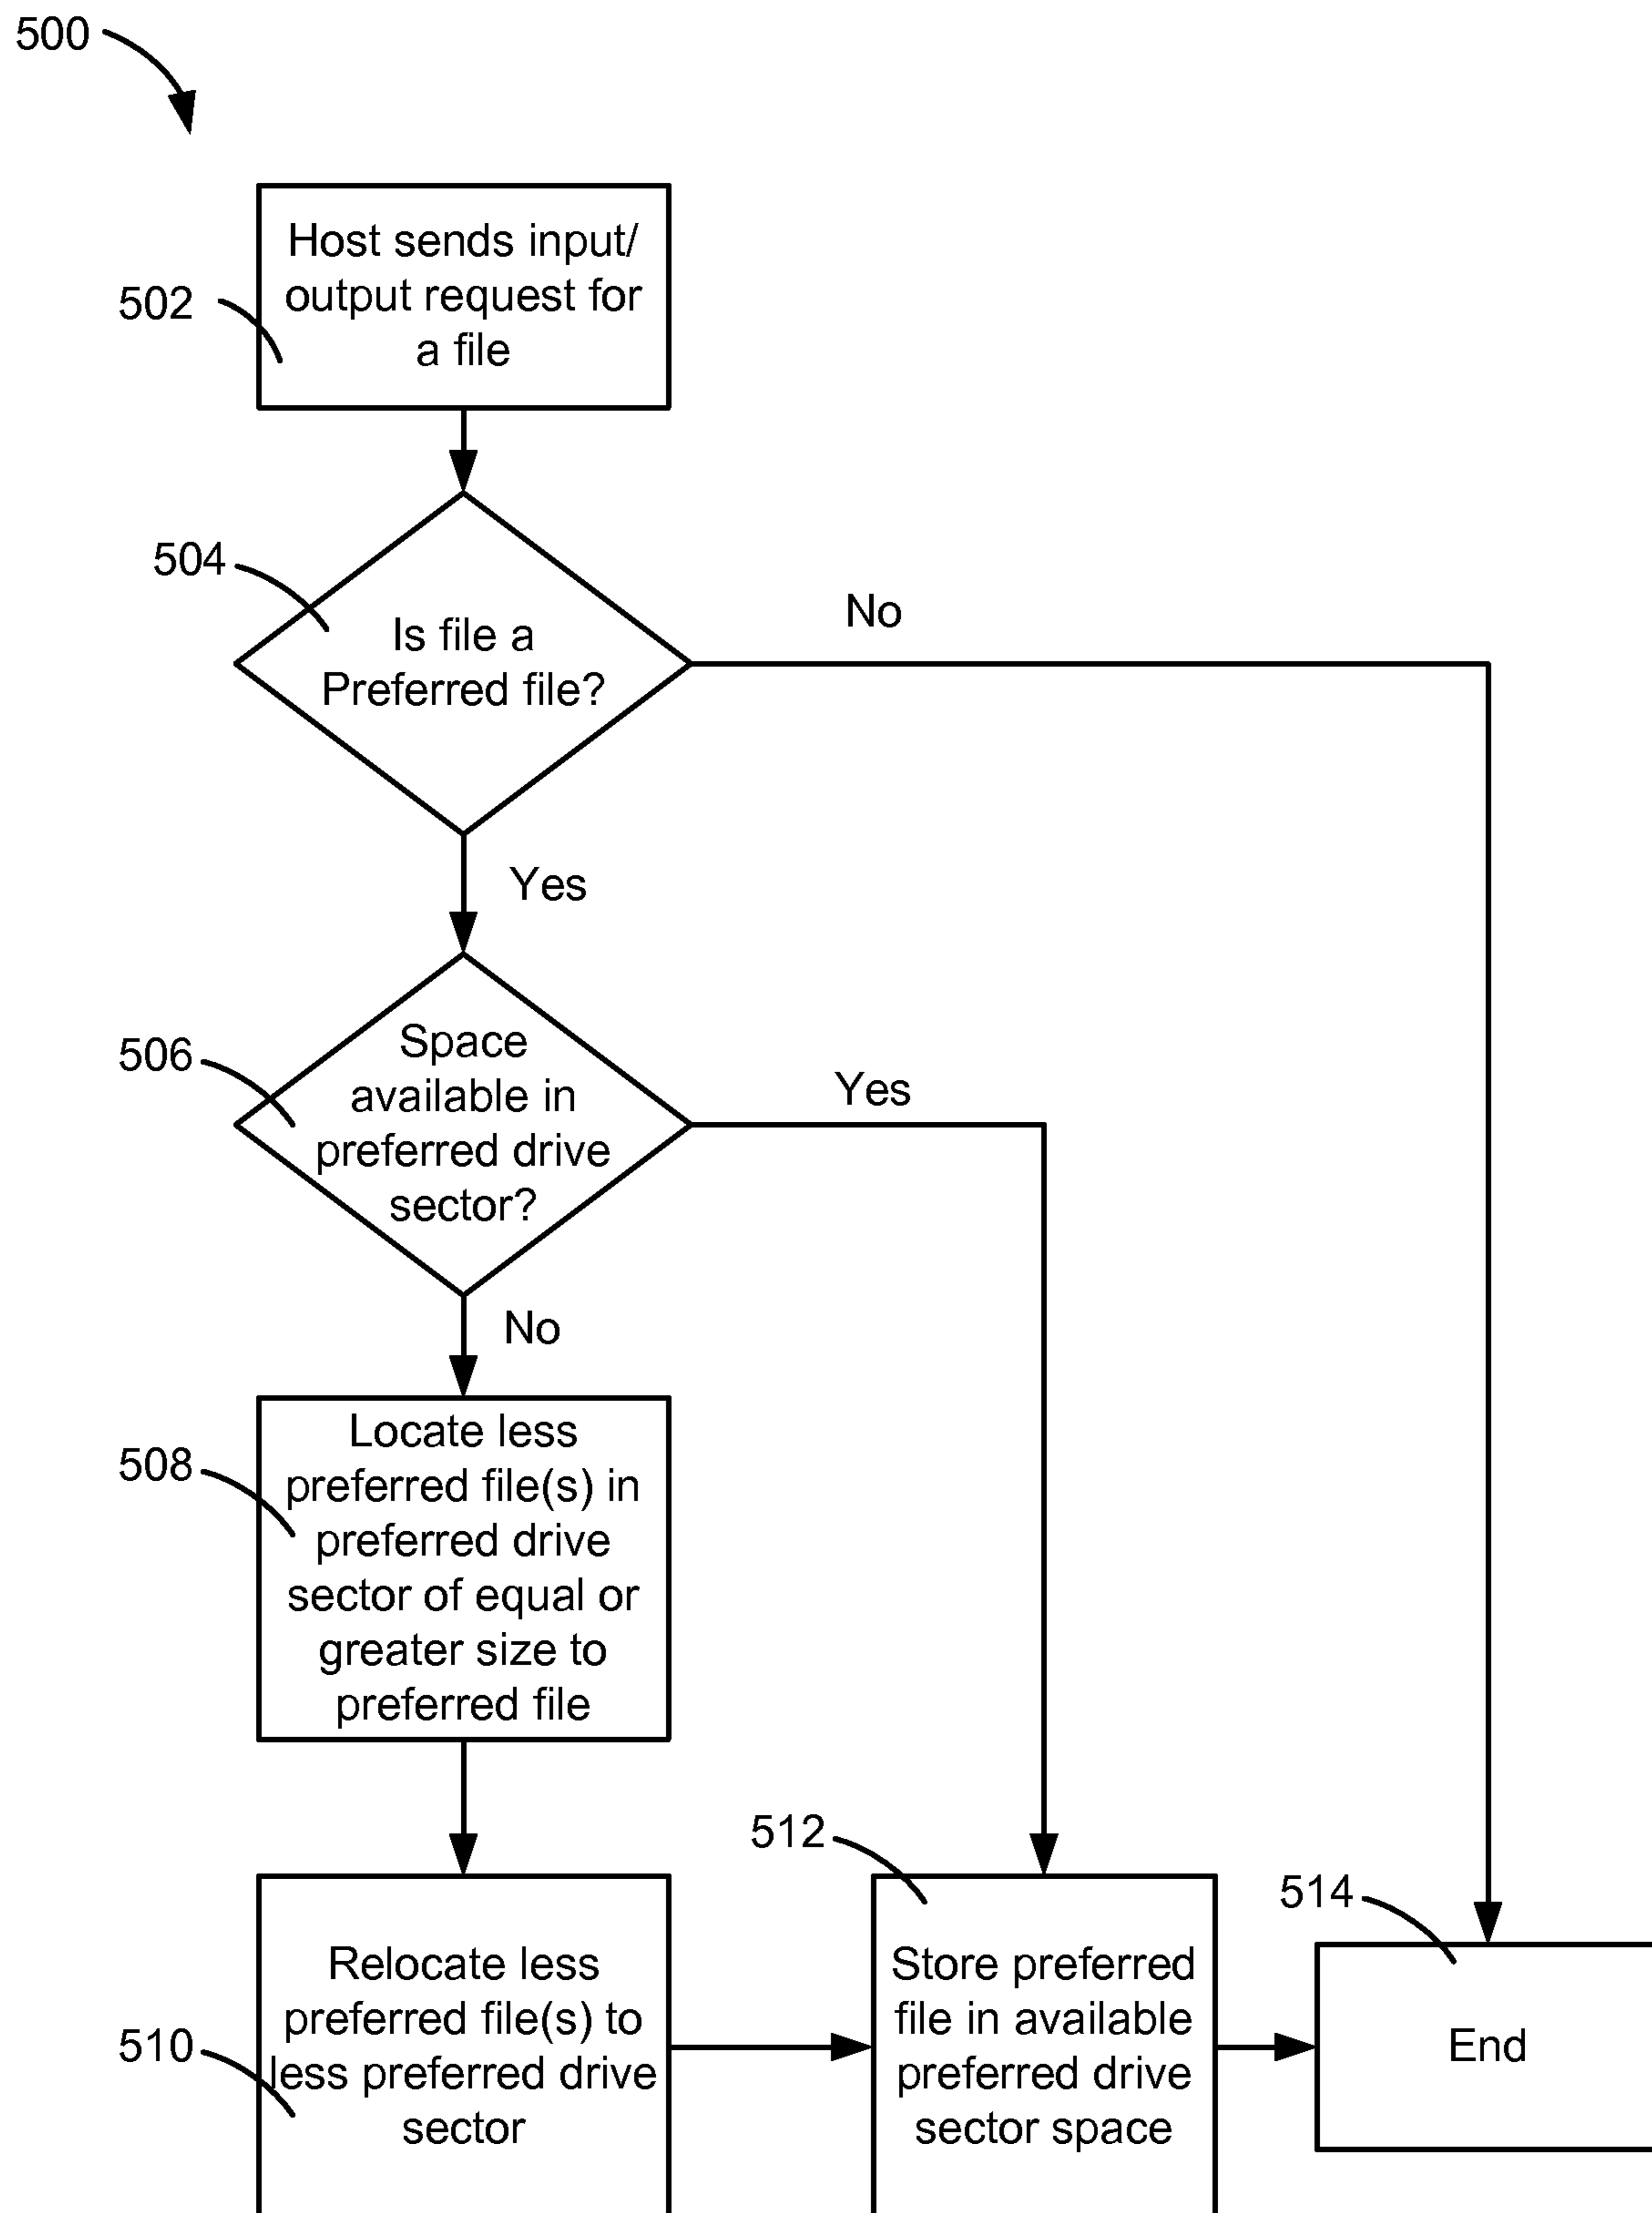 500
502
Host sends input/
output request for
a file
504
Is file a
Preferred file?
No
Yes
506
Space
available in
preferred drive
sector?
Yes
No
508
Locate less
preferred file(s) in
preferred drive
sector of equal or
greater size to
preferred file
510
Relocate less
preferred file(s) to
less preferred drive
sector
512
Store preferred
file in available
preferred drive
sector space
514
End